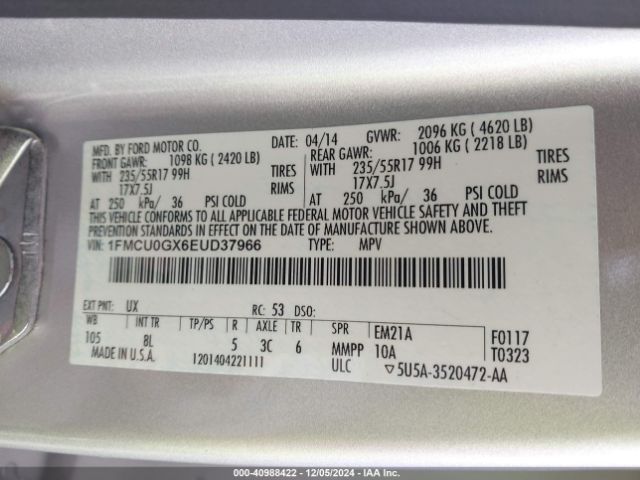 MFD. BY FORD MOTOR CO.
DATE: 04/14 GVWR: 2096 KG ( 4620 LB)
FRONT GAWR: 1098 KG ( 2420 LB)
REAR GAWR: 1006 KG ( 2218 LB)
WITH 235/55R17 99H TIRES
WITH 235/55R17 99H TIRES
17X7.5J RIMS
17X7.5J RIMS
AT 250 kPa/ 36 PSI COLD
AT 250 kPa/ 36 PSI COLD
THIS VEHICLE CONFORMS TO ALL APPLICABLE FEDERAL MOTOR VEHICLE SAFETY AND THEFT
PREVENTION STANDARDS IN EFFECT ON THE DATE OF MANUFACTURE SHOWN ABOVE.
VIN: 1FMCU0GX6EUD37966 TYPE: MPV
EXT PNT: UX RC: 53 DSO:
WB INT TR TP/PS R AXLE TR SPR EM21A F0117
105 8L 5 3C 6 MMPP 10A T0323
MADE IN U.S.A. 1201404221111 ULC ▽5U5A-3520472-AA
000-40988422 - 12/05/2024 - IAA Inc.